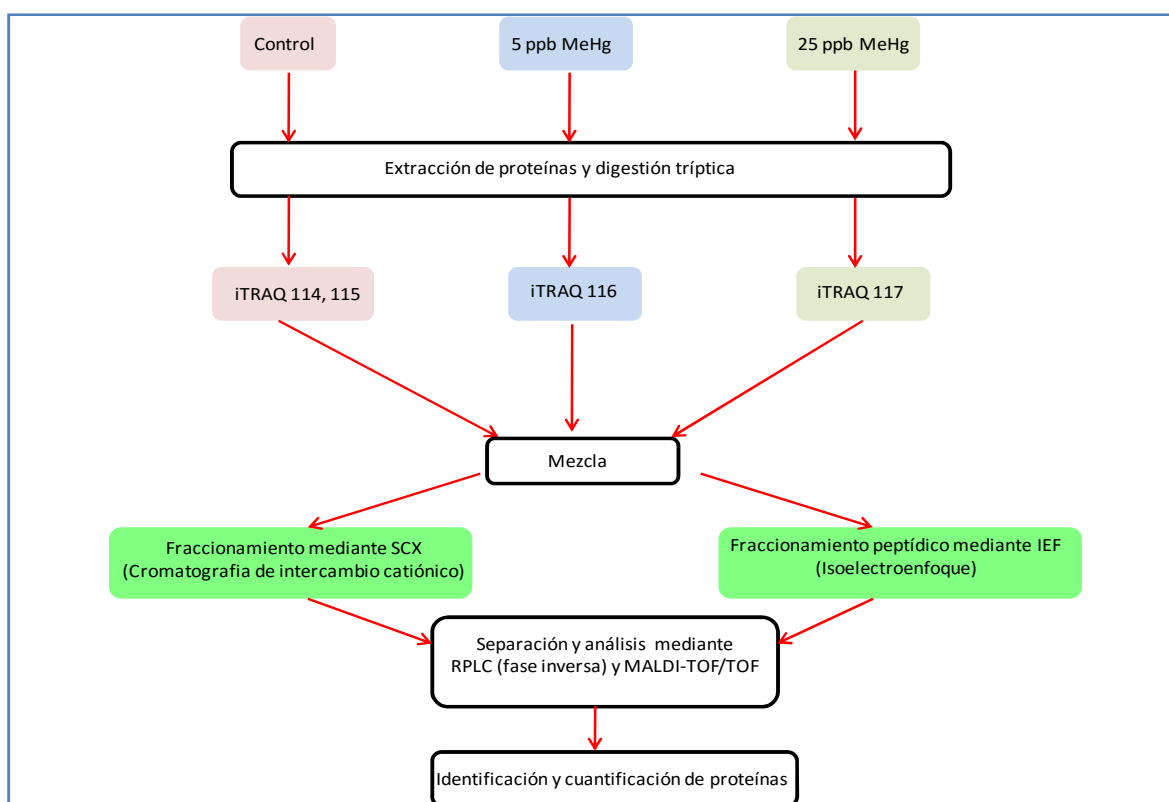 Control
5 ppb MeHg
25 ppb MeHg
Extracción de proteínas y digestión tríptica
iTRAQ 114, 115
iTRAQ 116
iTRAQ 117
Mezcla
Fraccionamiento mediante SCX
(Cromatografia de intercambio catiónico)
Fraccionamiento peptídico mediante IEF
(Isoelectroenfoque)
Separación y análisis mediante
RPLC (fase inversa) y MALDI-TOF/TOF
Identificación y cuantificación de proteínas